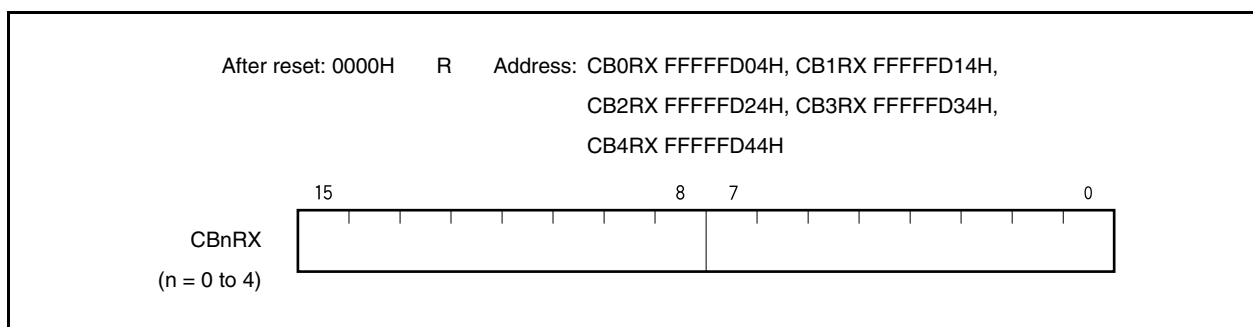 After reset: 0000H R Address: CB0RX FFFFFD04H, CB1RX FFFFFD14H,
CB2RX FFFFFD24H, CB3RX FFFFFD34H,
CB4RX FFFFFD44H
15 8 7 0
CBnRX
(n = 0 to 4)